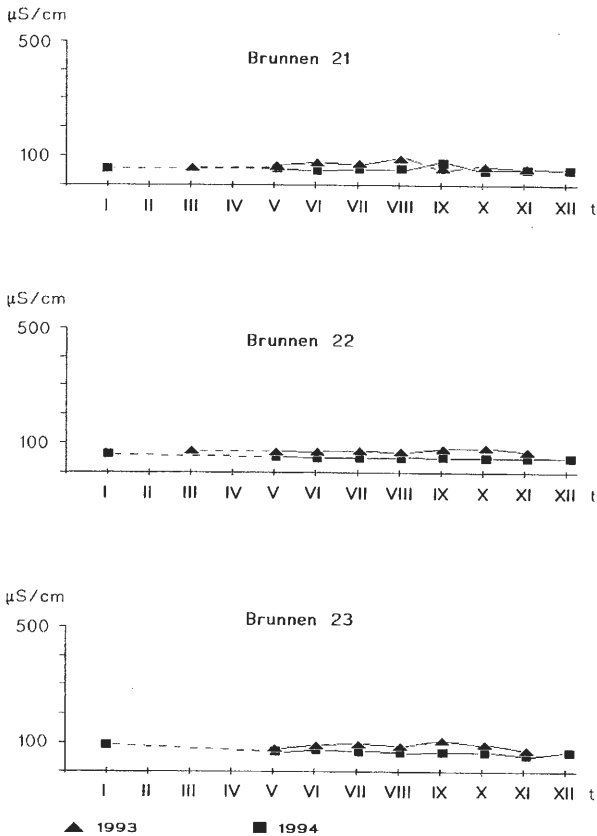 µS/cm
500
Brunnen 21
100
I II III IV V VI VII VIII IX X XI XII t
µS/cm
500
Brunnen 22
100
I II III IV V VI VII VIII IX X XI XII t
µS/cm
500
Brunnen 23
100
I II III IV V VI VII VIII IX X XI XII t
1993 1994